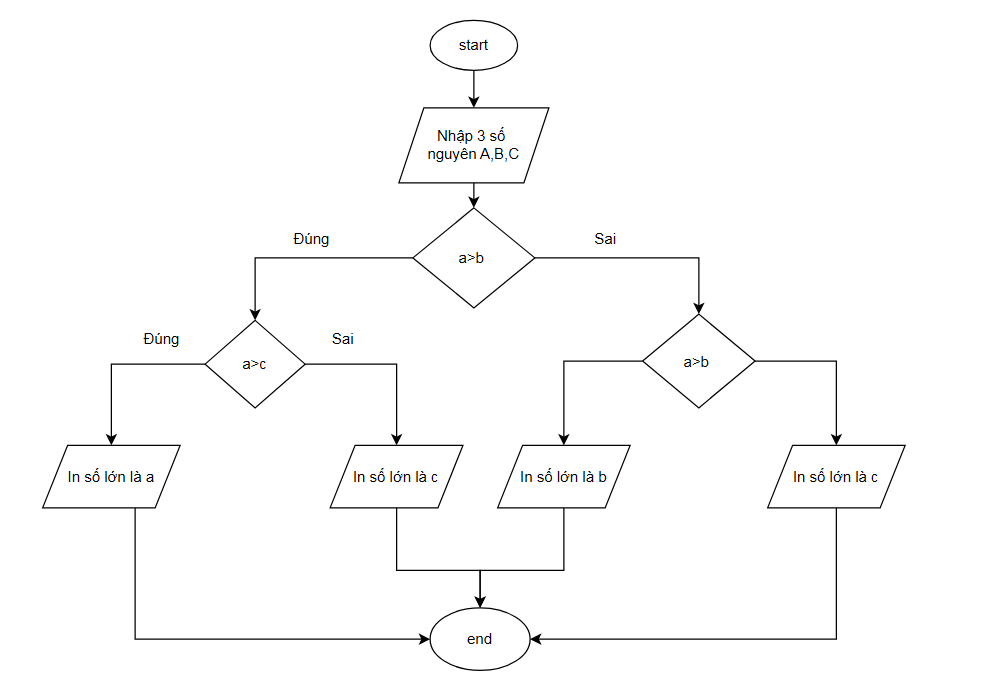 start
Nhập 3 số
nguyên A,B,C
a>b
Đúng
Sai
a>c
Đúng
Sai
a>b
In số lớn là a
In số lớn là c
In số lớn là b
In số lớn là c
end